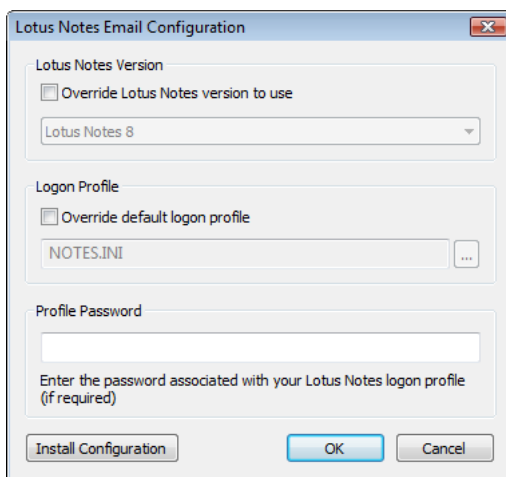 Lotus Notes Email Configuration
Lotus Notes Version
Override Lotus Notes version to use
Lotus Notes 8
Logon Profile
Override default logon profile
NOTES.INI
...
Profile Password
Enter the password associated with your Lotus Notes logon profile
(if required)
Install Configuration OK Cancel